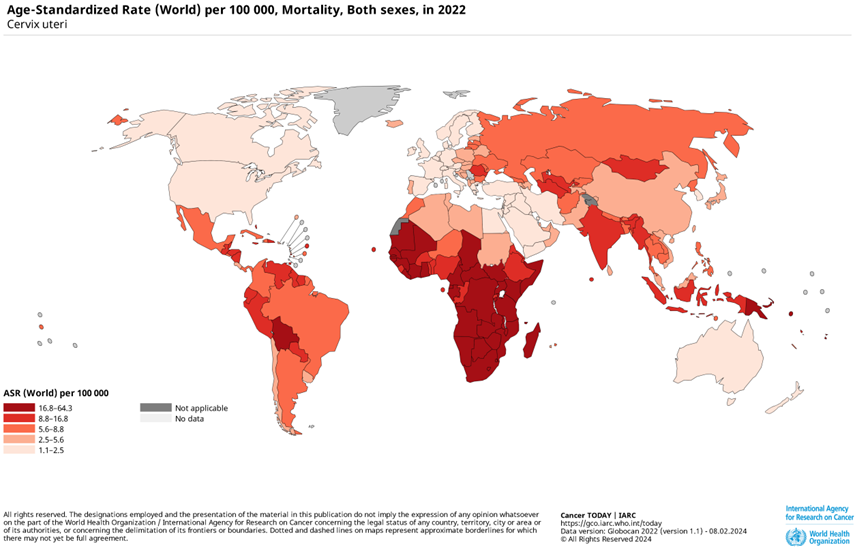 Age-Standardized Rate (World) per 100 000, Mortality, Both sexes, in 2022
Cervix uteri
ASR (World) per 100 000
16.8–64.3
8.8–16.8
5.6–8.8
2.5–5.6
1.1–2.5
Not applicable
No data
All rights reserved. The designations employed and the presentation of the material in this publication do not imply the expression of any opinion whatsoever
on the part of the World Health Organization / International Agency for Research on Cancer concerning the legal status of any country, territory, city or area or
of its authorities, or concerning the delimitation of its frontiers or boundaries. Dotted and dashed lines on maps represent approximate borderlines for which
there may not yet be full agreement.
Cancer TODAY | IARC
https://gco.iarc.who.int/today
Data version: Globocan 2022 (version 1.1) - 08.02.2024
© All Rights Reserved 2024
International Agency
for Research on Cancer
World Health
Organization